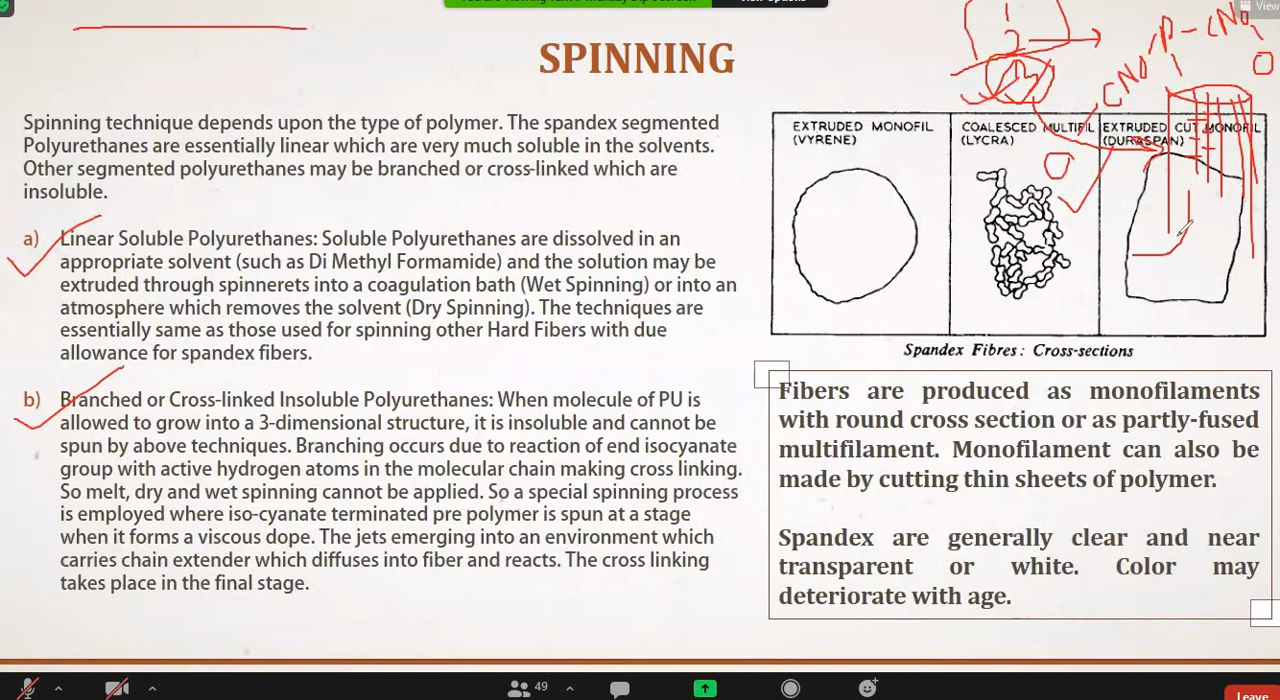 View
SPINNING
Spinning technique depends upon the type of polymer. The spandex segmented
Polyurethanes are essentially linear which are very much soluble in the solvents.
Other segmented polyurethanes may be branched or cross-linked which are
insoluble.
a) Linear Soluble Polyurethanes: Soluble Polyurethanes are dissolved in an
appropriate solvent (such as Di Methyl Formamide) and the solution may be
extruded through spinnerets into a coagulation bath (Wet Spinning) or into an
atmosphere which removes the solvent (Dry Spinning). The techniques are
essentially same as those used for spinning other Hard Fibers with due
allowance for spandex fibers.
b) Branched or Cross-linked Insoluble Polyurethanes: When molecule of PU is
allowed to grow into a 3-dimensional structure, it is insoluble and cannot be
spun by above techniques. Branching occurs due to reaction of end isocyanate
group with active hydrogen atoms in the molecular chain making cross linking.
So melt, dry and wet spinning cannot be applied. So a special spinning process
is employed where iso-cyanate terminated pre polymer is spun at a stage
when it forms a viscous dope. The jets emerging into an environment which
carries chain extender which diffuses into fiber and reacts. The cross linking
takes place in the final stage.
EXTRUDED MONOFIL
(VYRENE)
COALESCED MULTIFIL
(LYCRA)
EXTRUDED CUT MONOFIL
(DURASPAN)
Spandex Fibres: Cross-sections
Fibers are produced as monofilaments
with round cross section or as partly-fused
multifilament. Monofilament can also be
made by cutting thin sheets of polymer.
Spandex are generally clear and near
transparent or white. Color may
deteriorate with age.
49
Leave